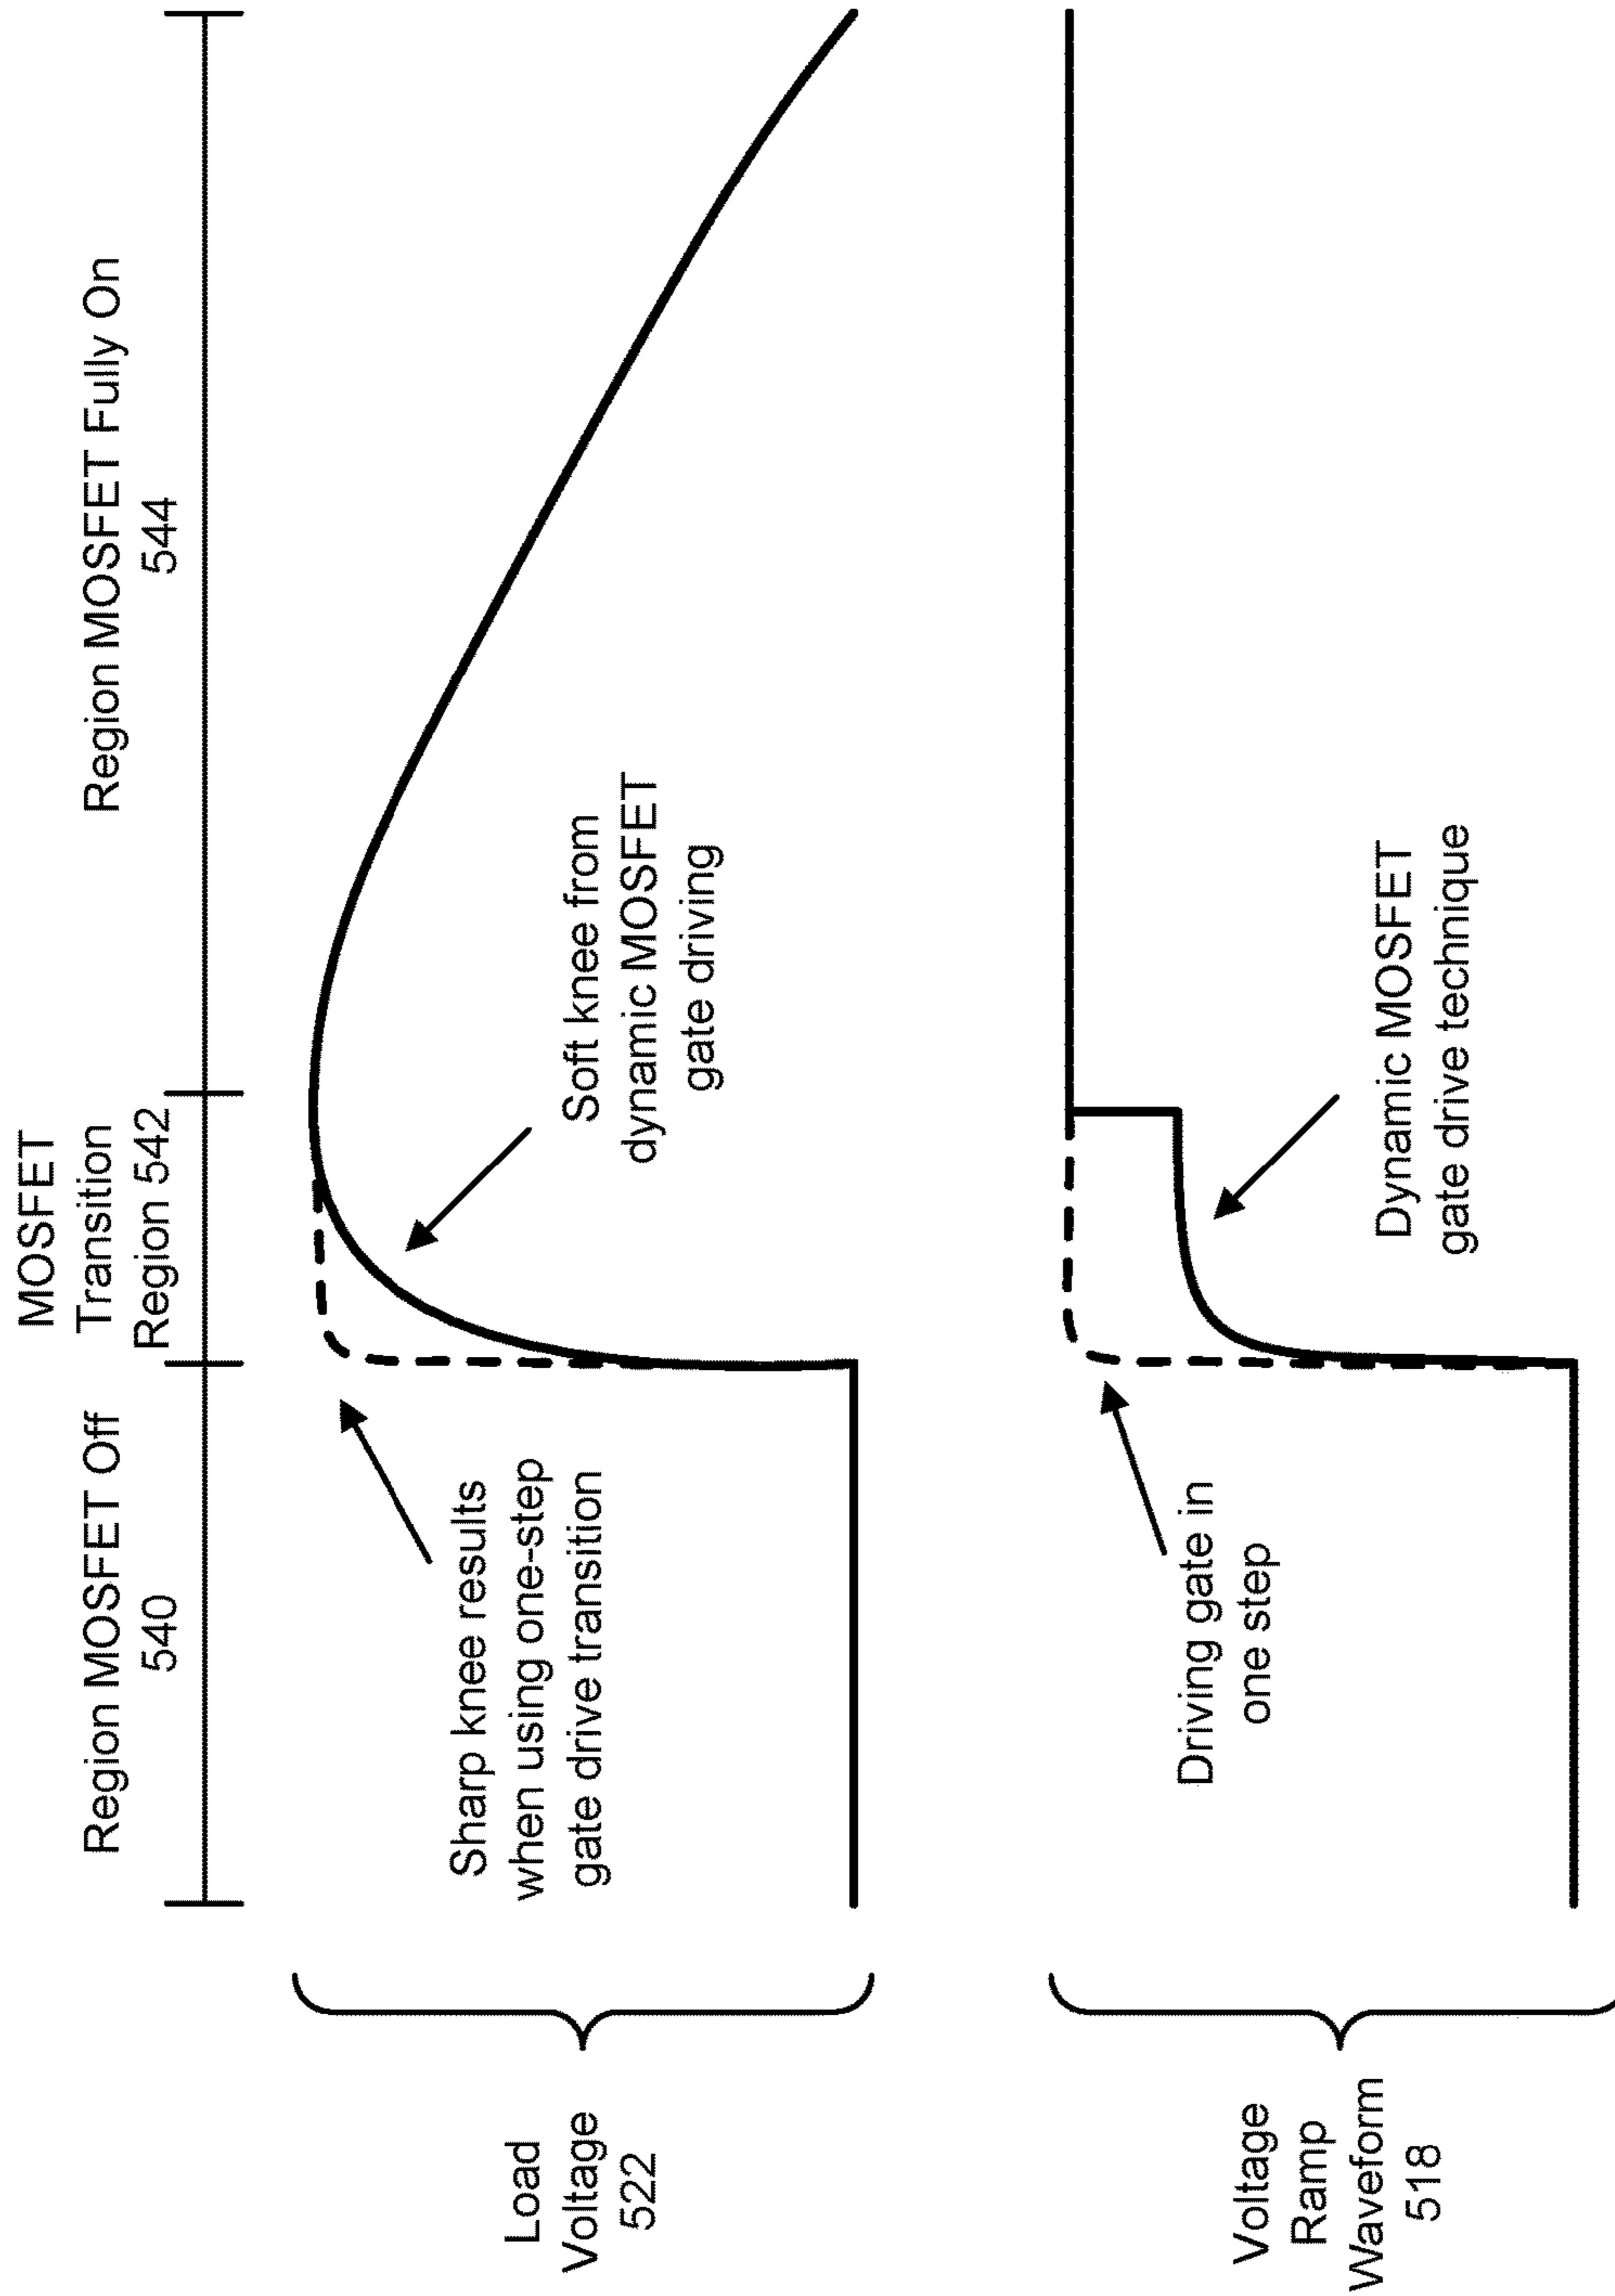 Region MOSFET Off
540
MOSFET
Transition
Region 542
Region MOSFET Fully On
544
Load
Voltage
522
Sharp knee results
when using one-step
gate drive transition
Soft knee from
dynamic MOSFET
gate driving
Voltage
Ramp
Waveform
518
Driving gate in
one step
Dynamic MOSFET
gate drive technique